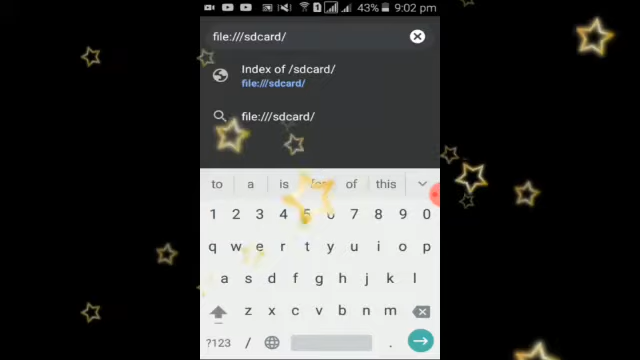 43% 9:02 pm
file:///sdcard/
Index of /sdcard/
file:///sdcard/
file:///sdcard/
to a is for of this
1 2 3 4 5 6 7 8 9 0
q w e r t y u i o p
a s d f g h j k l
z x c v b n m
?123 / .